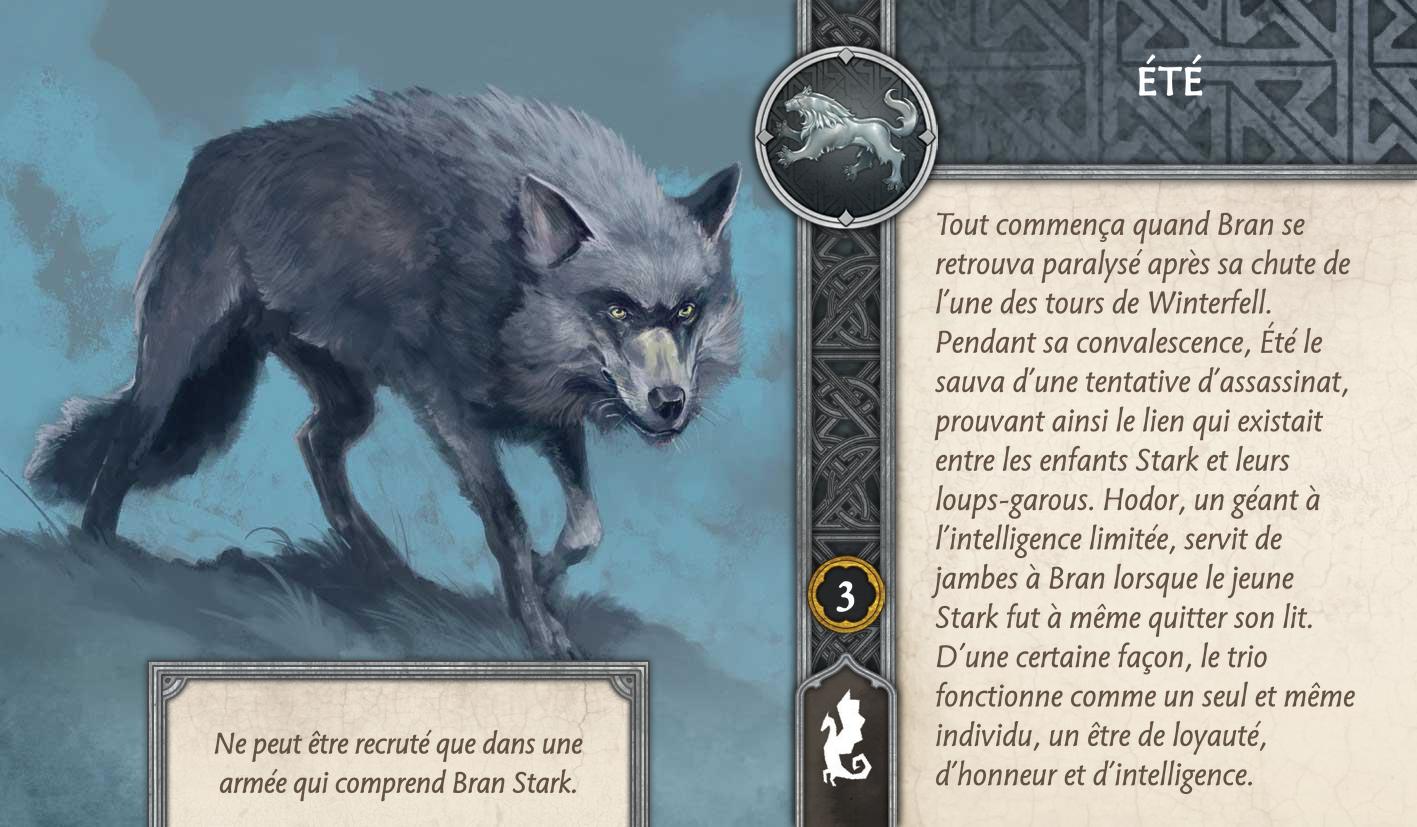 ÉTÉ
Tout commença quand Bran se
retrouva paralysé après sa chute de
l'une des tours de Winterfell.
Pendant sa convalescence, Été le
sauva d'une tentative d'assassinat,
prouvant ainsi le lien qui existait
entre les enfants Stark et leurs
loups-garous. Hodor, un géant à
l'intelligence limitée, servit de
jambes à Bran lorsque le jeune
Stark fut à même quitter son lit.
D'une certaine façon, le trio
fonctionne comme un seul et même
individu, un être de loyauté,
d'honneur et d'intelligence.
3
Ne peut être recruté que dans une
armée qui comprend Bran Stark.